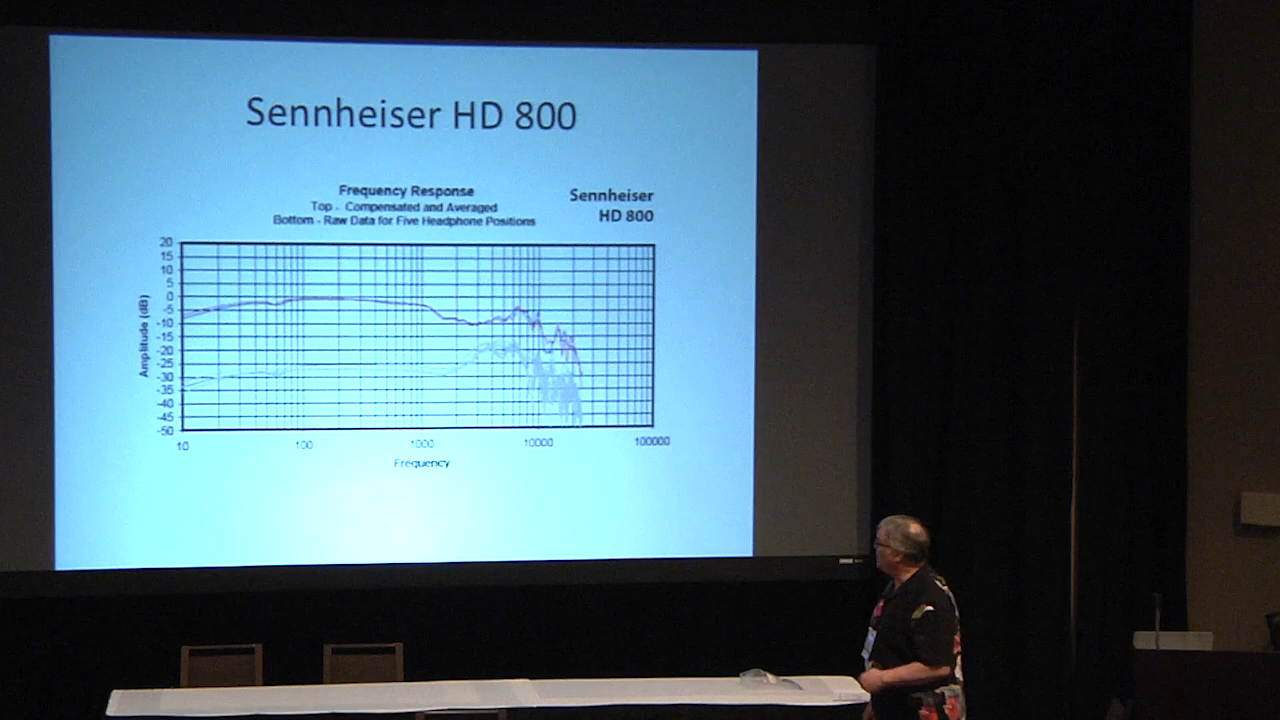 Sennheiser HD 800
Frequency Response
Top - Compensated and Averaged
Bottom - Raw Data for Five Headphone Positions
Sennheiser
HD 800
20
15
10
5
0
-5
-10
-15
-20
-25
-30
-35
-40
-45
-50
Amplitude (dB)
10
100
1000
10000
100000
Frequency